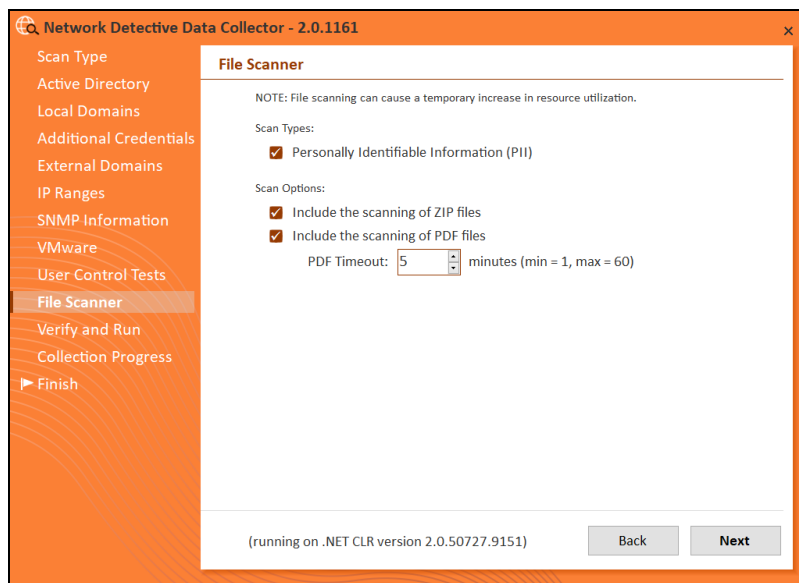 Network Detective Data Collector - 2.0.1161
Scan Type
Active Directory
Local Domains
Additional Credentials
External Domains
IP Ranges
SNMP Information
VMware
User Control Tests
File Scanner
Verify and Run
Collection Progress
Finish
File Scanner
NOTE: File scanning can cause a temporary increase in resource utilization.
Scan Types:
Personally Identifiable Information (PII)
Scan Options:
Include the scanning of ZIP files
Include the scanning of PDF files
PDF Timeout: 5 minutes (min = 1, max = 60)
(running on .NET CLR version 2.0.50727.9151)
Back
Next